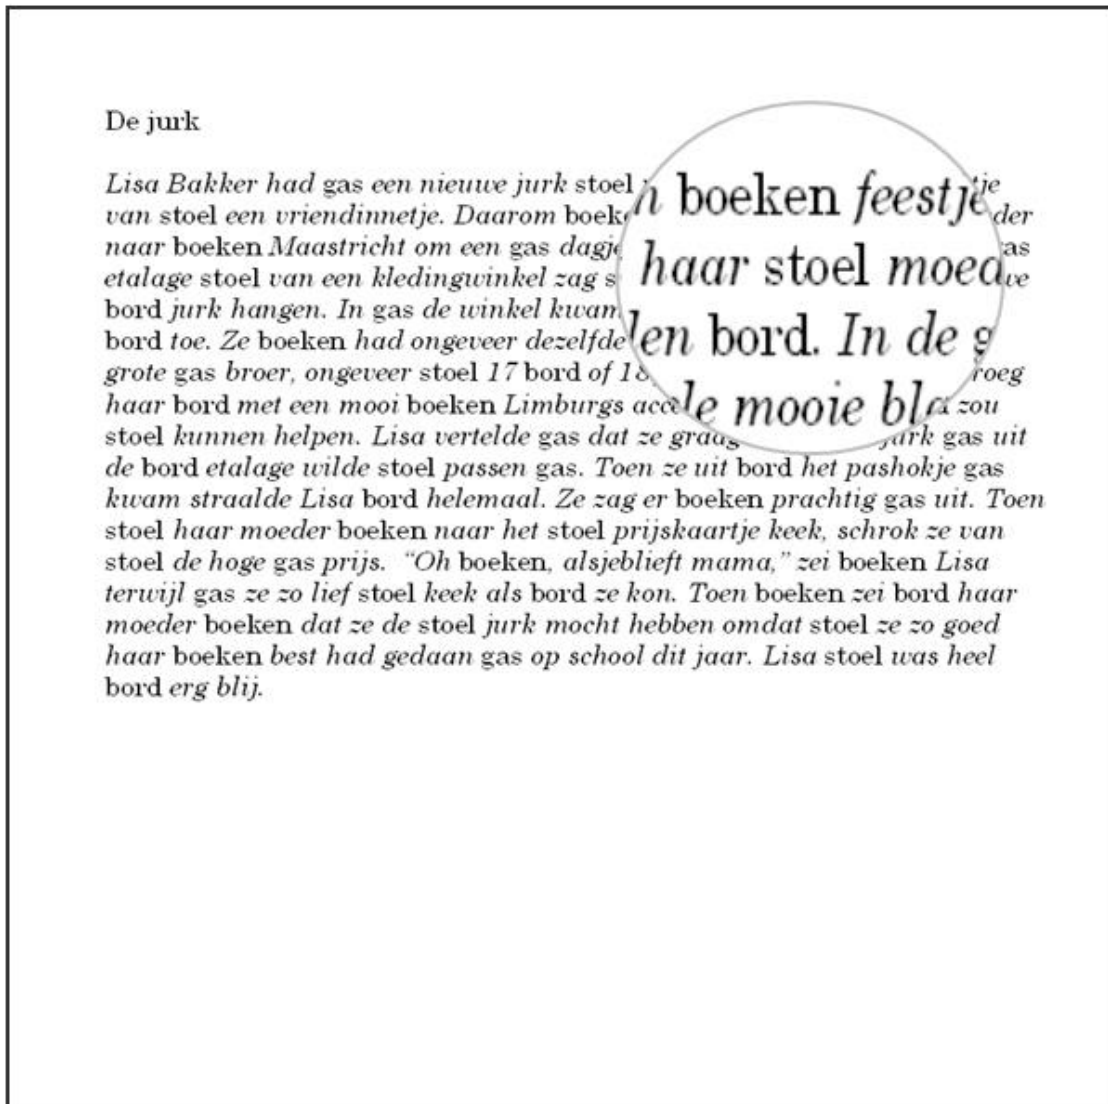 De jurk
Lisa Bakker had gas een nieuwe jurk stoel
van stoel een vriendinnetje. Daarom
naar boeken Maastricht om een gas
etalage stoel van een kledingwinkel zag
bord jurk hangen. In gas de winkel kwam
bord toe. Ze boeken had ongeveer dezelfde
grote gas broer, ongeveer stoel 17 bord of
haar bord met een mooi boeken Limburgs zou
stoel kunnen helpen. Lisa vertelde gas dat ze jurk gas uit
de bord etalage wilde stoel passen gas. Toen ze uit bord het pashokje gas
kwam straalde Lisa bord helemaal. Ze zag er boeken prachtig gas uit. Toen
stoel haar moeder boeken naar het stoel prijskaartje keek, schrok ze van
stoel de hoge gas prijs. “Oh boeken, alsjeblieft mama,” zei boeken Lisa
terwijl gas ze zo lief stoel keek als bord ze kon. Toen boeken zei bord haar
moeder boeken dat ze de stoel jurk mocht hebben omdat stoel ze zo goed
haar boeken best had gedaan gas op school dit jaar. Lisa stoel was heel
bord erg blij.
boeken feestje
haar stoel
bord. In de
mooie